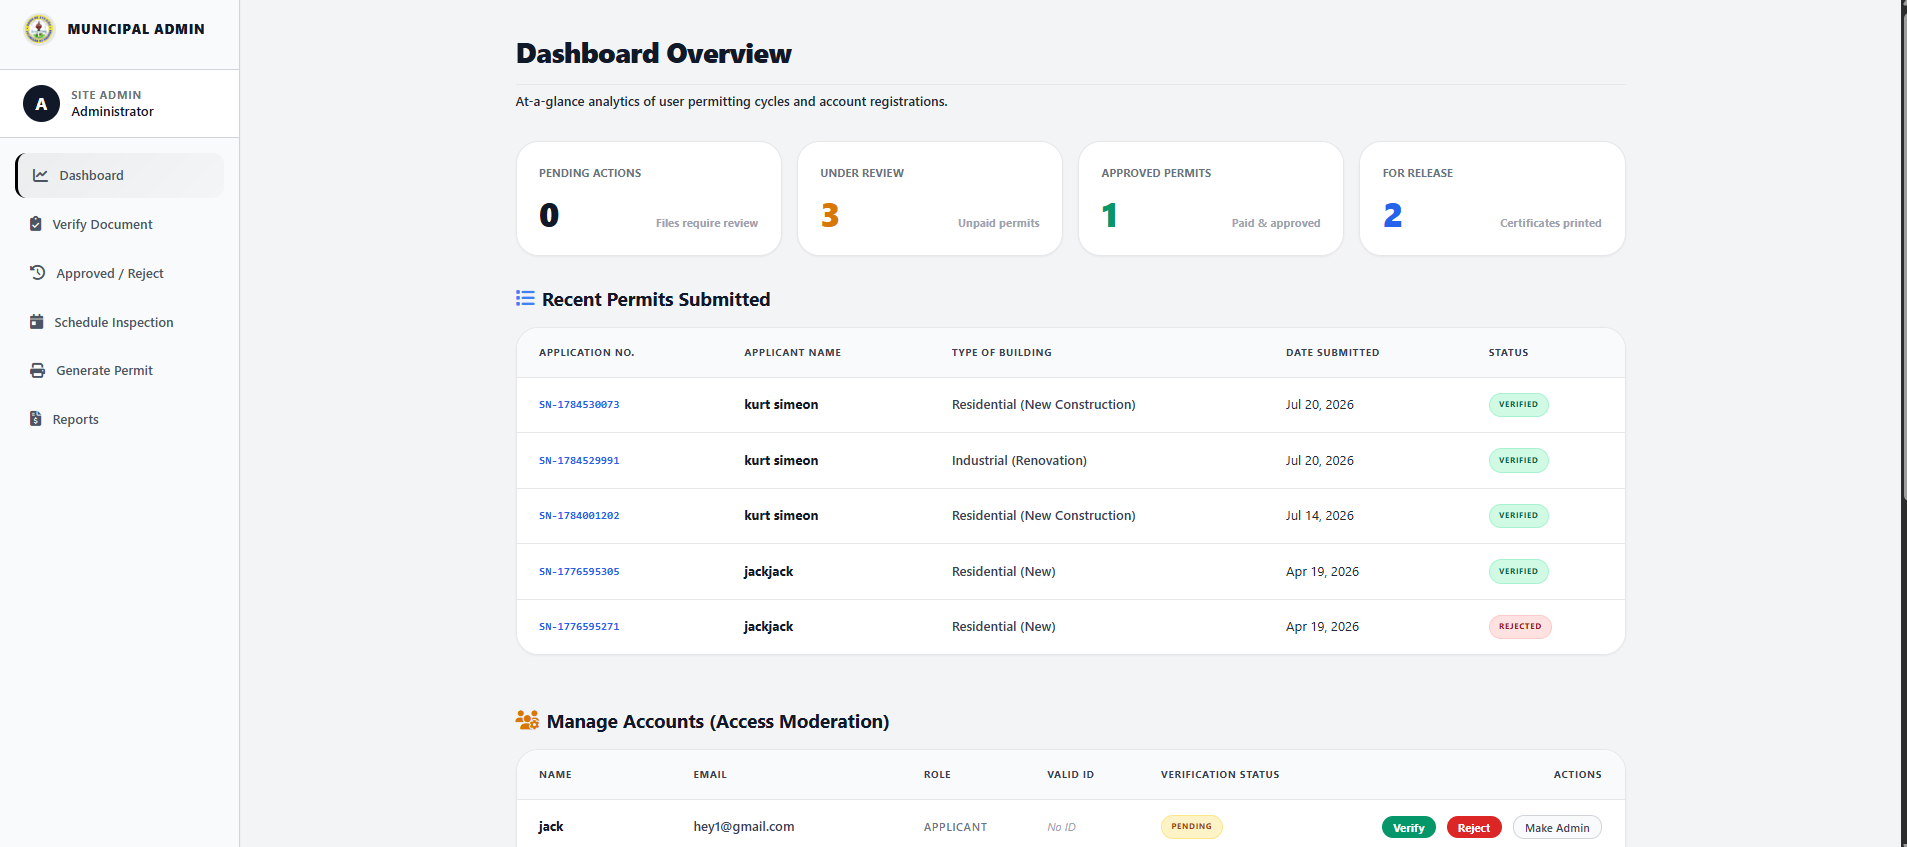 MUNICIPAL ADMIN
A
SITE ADMIN
Administrator
Dashboard
Verify Document
Approved / Reject
Schedule Inspection
Generate Permit
Reports
Dashboard Overview
At-a-glance analytics of user permitting cycles and account registrations.
PENDING ACTIONS
0 Files require review
UNDER REVIEW
3 Unpaid permits
APPROVED PERMITS
1 Paid & approved
FOR RELEASE
2 Certificates printed
Recent Permits Submitted
APPLICATION NO. APPLICANT NAME TYPE OF BUILDING DATE SUBMITTED STATUS
SN-1784530073 kurt simeon Residential (New Construction) Jul 20, 2026 VERIFIED
SN-1784529991 kurt simeon Industrial (Renovation) Jul 20, 2026 VERIFIED
SN-1784001202 kurt simeon Residential (New Construction) Jul 14, 2026 VERIFIED
SN-1776595305 jackjack Residential (New) Apr 19, 2026 VERIFIED
SN-1776595271 jackjack Residential (New) Apr 19, 2026 REJECTED
Manage Accounts (Access Moderation)
NAME EMAIL ROLE VALID ID VERIFICATION STATUS ACTIONS
jack hey1@gmail.com APPLICANT No ID PENDING Verify Reject Make Admin